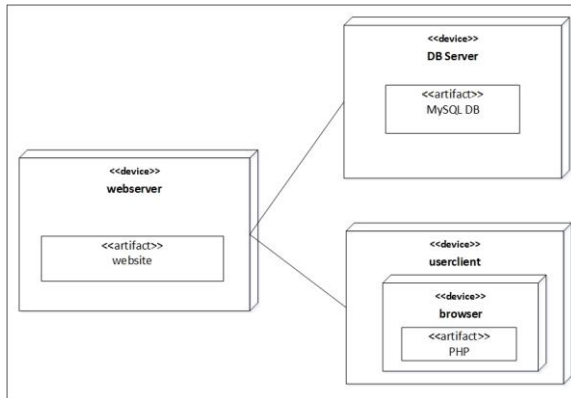 <<device>>
DB Server
<<artifact>>
MySQL DB
<<device>>
webserver
<<artifact>>
website
<<device>>
userclient
<<device>>
browser
<<artifact>>
PHP